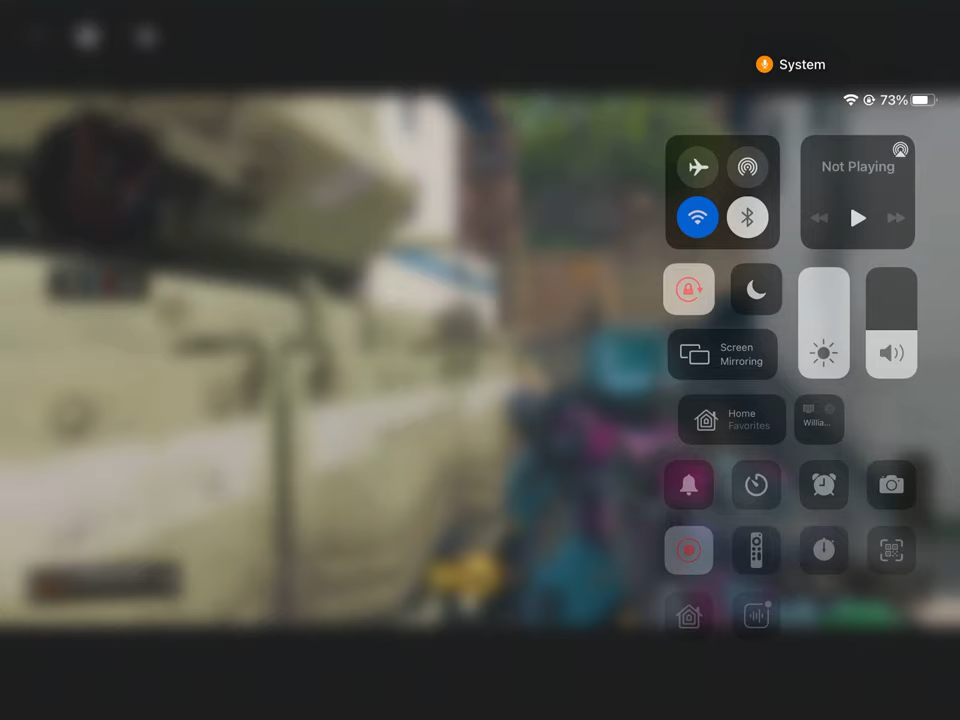 System
73%
Not Playing
Screen
Mirroring
Home
Favorites
Willia...